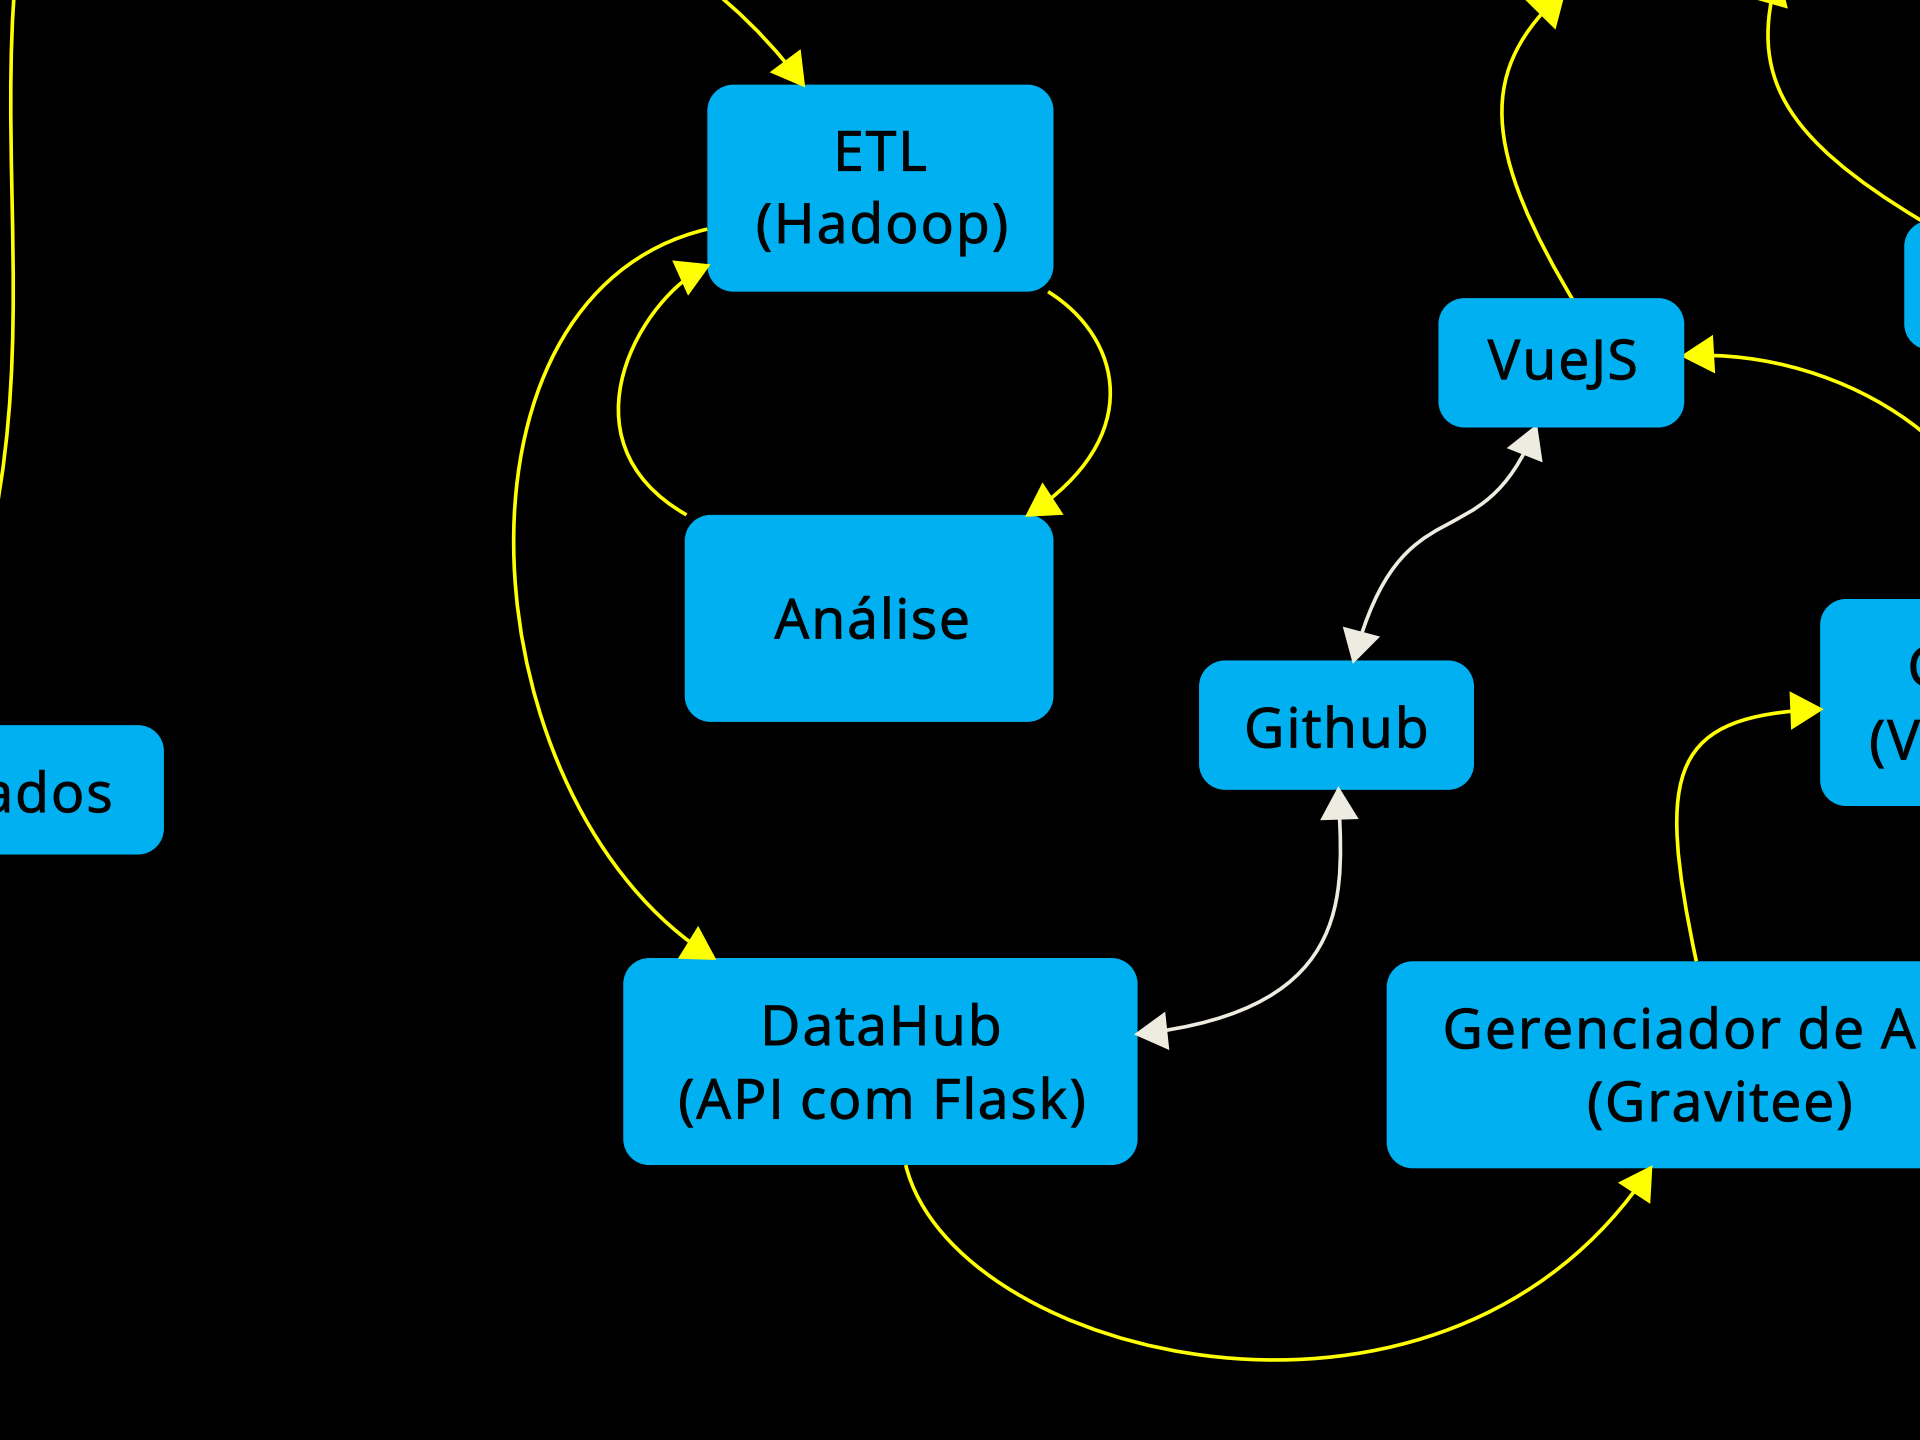 ETL
(Hadoop)
VueJS
Análise
Github
ados
DataHub
(API com Flask)
Gerenciador de A
(Gravitee)
(V